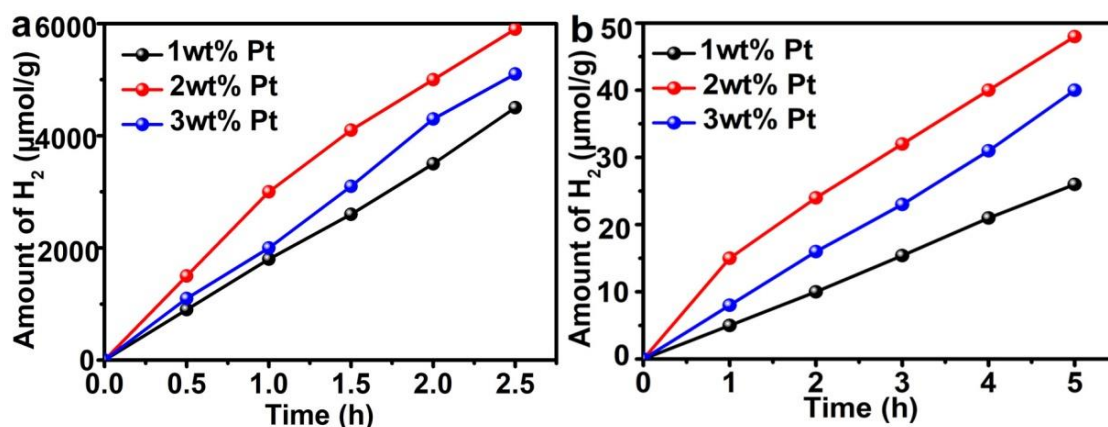 a
Amount of H₂ (μmol/g)
6000
4000
2000
0
1wt% Pt
2wt% Pt
3wt% Pt
0.0 0.5 1.0 1.5 2.0 2.5
Time (h)
b
Amount of H₂ (μmol/g)
50
40
30
20
10
0
1wt% Pt
2wt% Pt
3wt% Pt
0 1 2 3 4 5
Time (h)